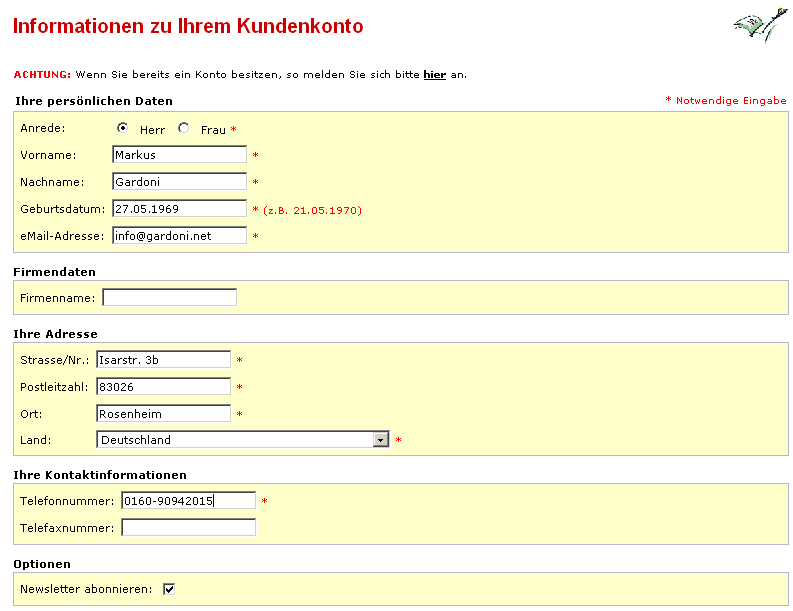 Informationen zu Ihrem Kundenkonto
ACHTUNG: Wenn Sie bereits ein Konto besitzen, so melden Sie sich bitte hier an.
Ihre persönlichen Daten * Notwendige Eingabe
Anrede: Herr Frau *
Vorname: Markus *
Nachname: Gardoni *
Geburtsdatum: 27.05.1969 * (z.B. 21.05.1970)
eMail-Adresse: info@gardoni.net *
Firmendaten
Firmenname:
Ihre Adresse
Strasse/Nr.: Isarstr. 3b *
Postleitzahl: 83026 *
Ort: Rosenheim *
Land: Deutschland *
Ihre Kontaktinformationen
Telefonnummer: 0160-90942015 *
Telefaxnummer:
Optionen
Newsletter abonnieren: